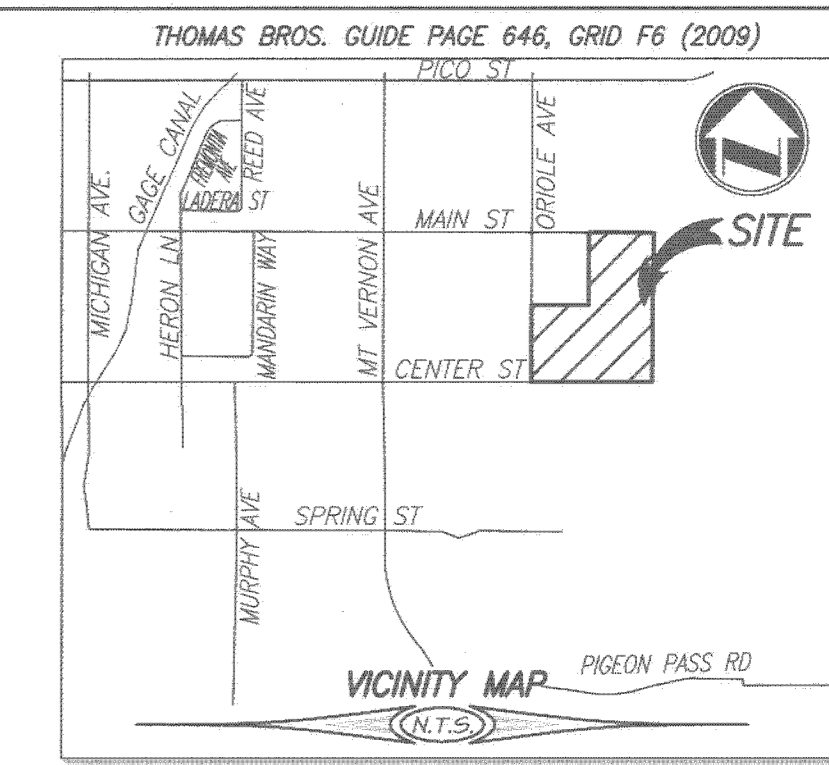 THOMAS BROS. GUIDE PAGE 646, GRID F6 (2009)
PICO ST
GAGE CANAL
REED AVE
ORIOLE AVE
LADERA ST
MICHIGAN AVE.
MAIN ST
SITE
HERON LN
MANDARIN WAY
MT VERNON AVE
CENTER ST
MURPHY AVE
SPRING ST
PIGEON PASS RD
VICINITY MAP
N.T.S.